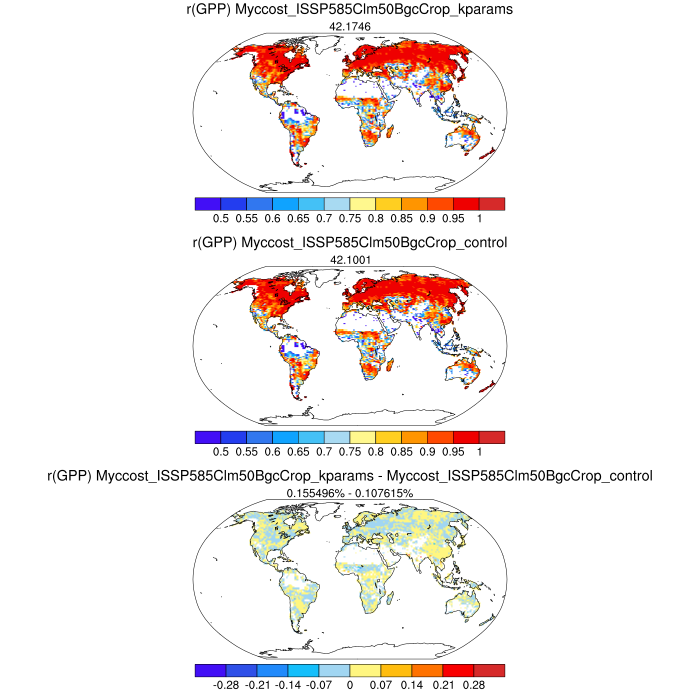 r(GPP) Myccost_ISSP585Clm50BgcCrop_kparams
42.1746
0.5 0.55 0.6 0.65 0.7 0.75 0.8 0.85 0.9 0.95 1
r(GPP) Myccost_ISSP585Clm50BgcCrop_control
42.1001
0.5 0.55 0.6 0.65 0.7 0.75 0.8 0.85 0.9 0.95 1
r(GPP) Myccost_ISSP585Clm50BgcCrop_kparams - Myccost_ISSP585Clm50BgcCrop_control
0.155496% - 0.107615%
-0.28 -0.21 -0.14 -0.07 0 0.07 0.14 0.21 0.28